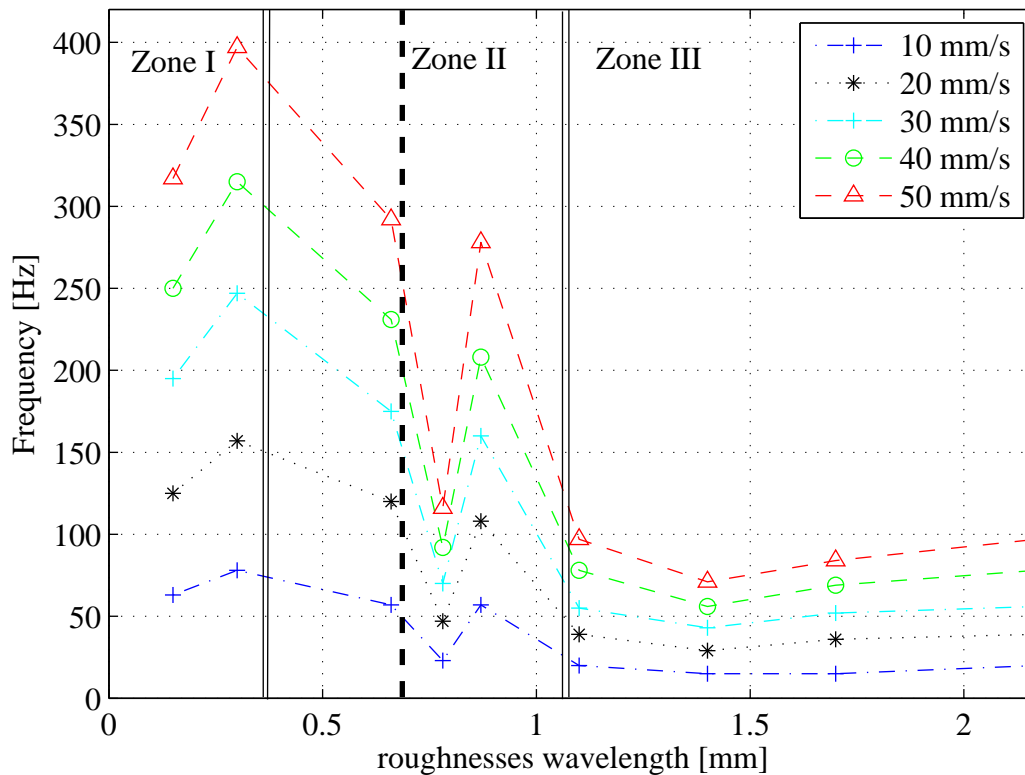 Zone I
Zone II
Zone III
10 mm/s
20 mm/s
30 mm/s
40 mm/s
50 mm/s
Frequency [Hz]
400
350
300
250
200
150
100
50
0
0
0.5
1
1.5
2
roughnesses wavelength [mm]